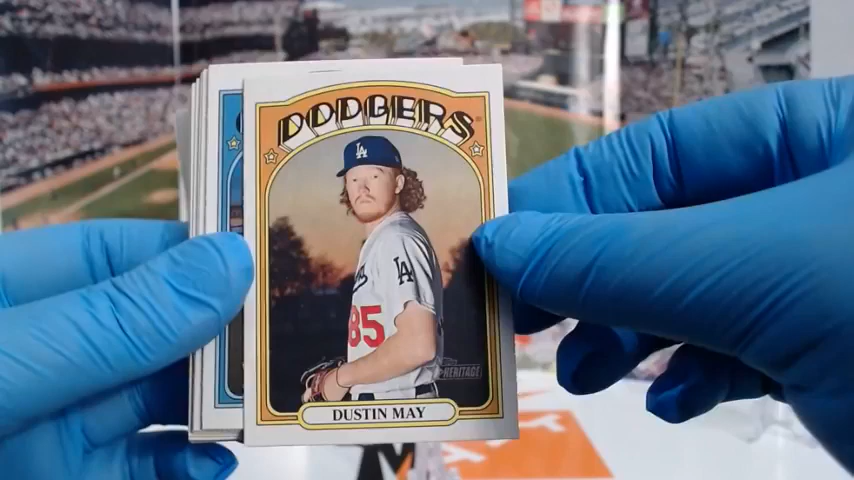 DODGERS
LA
LA
85
HERITAGE
DUSTIN MAY